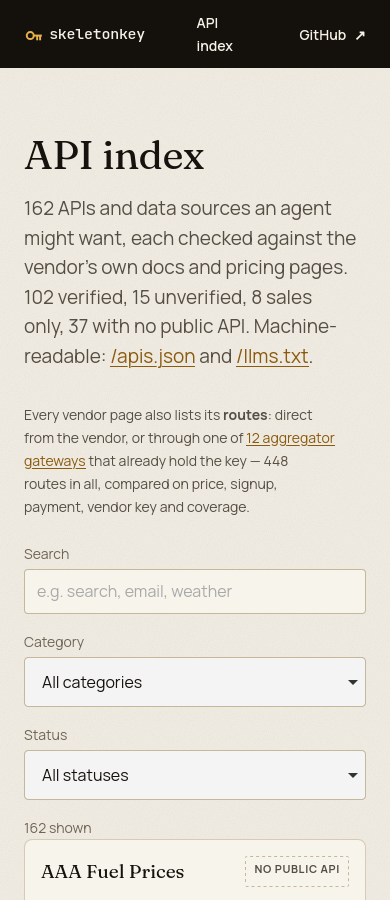 skeletonkey
API
index
GitHub ↗
API index
162 APIs and data sources an agent
might want, each checked against the
vendor's own docs and pricing pages.
102 verified, 15 unverified, 8 sales
only, 37 with no public API. Machine-
readable: /apis.json and /llms.txt.
Every vendor page also lists its routes: direct
from the vendor, or through one of 12 aggregator
gateways that already hold the key — 448
routes in all, compared on price, signup,
payment, vendor key and coverage.
Search
e.g. search, email, weather
Category
All categories
Status
All statuses
162 shown
AAA Fuel Prices
NO PUBLIC API